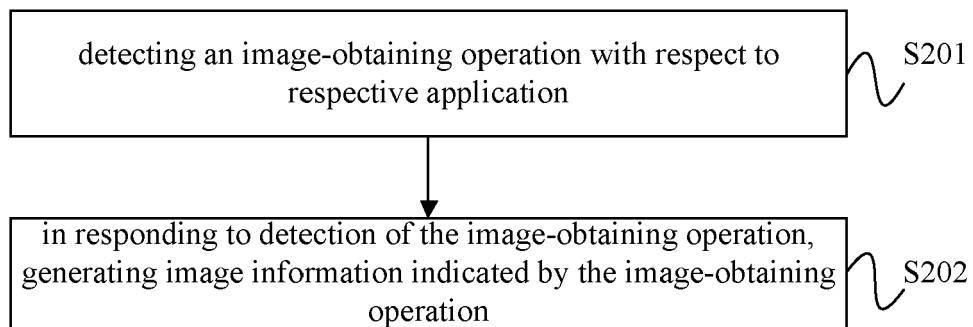 detecting an image-obtaining operation with respect to
respective application
S201
in responding to detection of the image-obtaining operation,
generating image information indicated by the image-obtaining
operation
S202